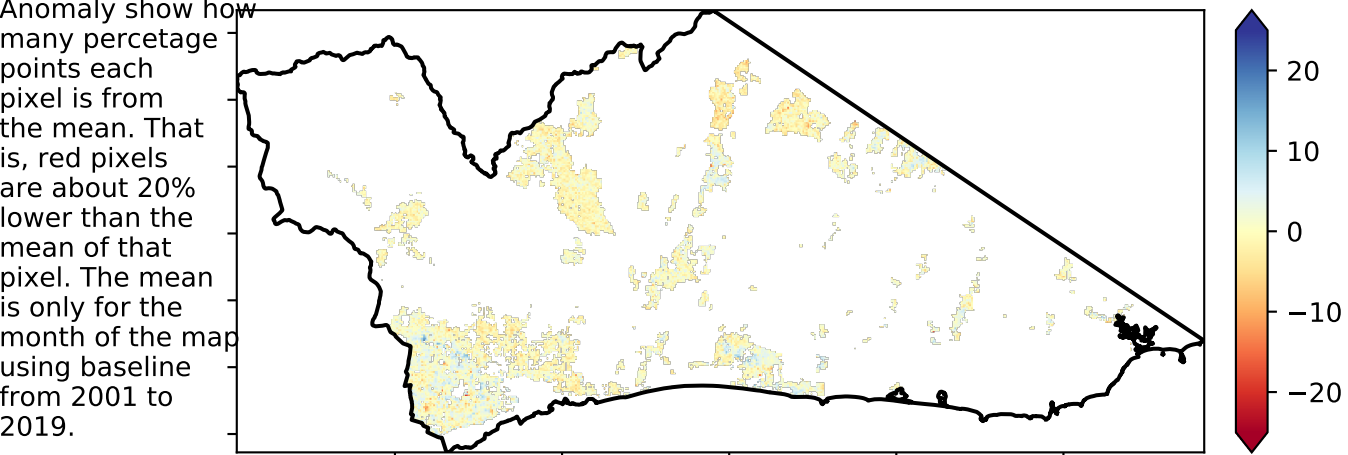 Anomaly show how
many percetage
points each
pixel is from
the mean. That
is, red pixels
are about 20%
lower than the
mean of that
pixel. The mean
is only for the
month of the map
using baseline
from 2001 to
2019.
20
10
0
−10
−20